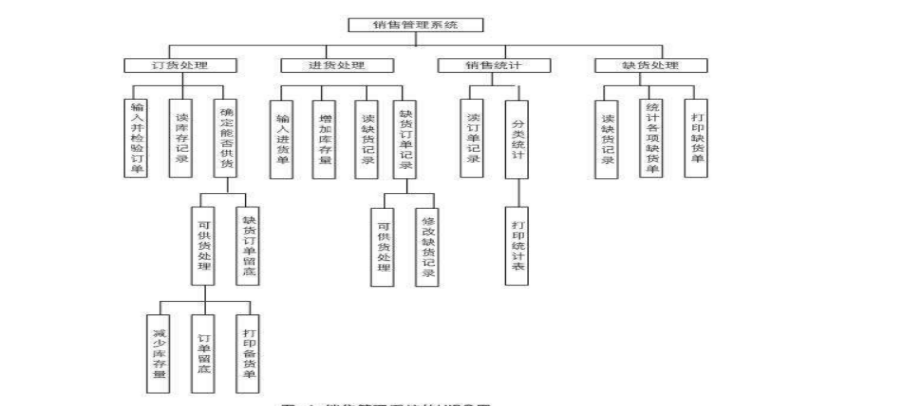 销售管理系统
订货处理
进货处理
销售统计
缺货处理
输入并检验订单
读库存记录
确定能否供货
输入进货单
增加库存量
读缺货记录
缺货订单记录
读订单记录
分类统计
读缺货记录
统计各项缺货单
打印缺货单
可供货处理
缺货订单留底
可供货处理
修改缺货记录
打印统计表
减少库存量
订单留底
打印备货单